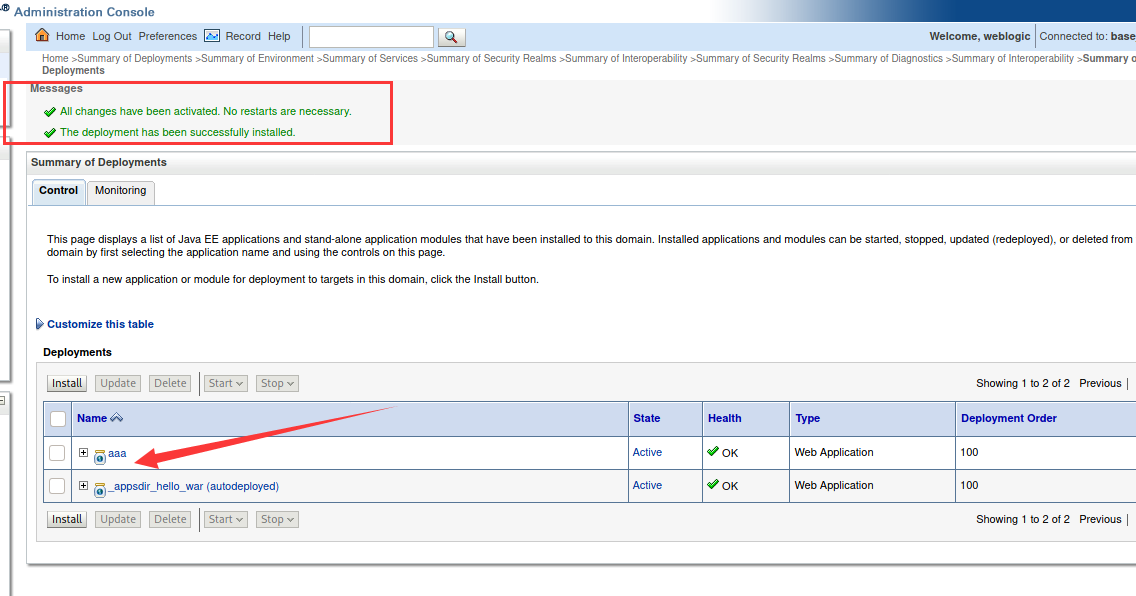 ® Administration Console
Home Log Out Preferences Record Help
Welcome, weblogic Connected to: base
Home >Summary of Deployments >Summary of Environment >Summary of Services >Summary of Security Realms >Summary of Interoperability >Summary of Security Realms >Summary of Diagnostics >Summary of Interoperability >Summary o
Deployments
Messages
All changes have been activated. No restarts are necessary.
The deployment has been successfully installed.
Summary of Deployments
Control Monitoring
This page displays a list of Java EE applications and stand-alone application modules that have been installed to this domain. Installed applications and modules can be started, stopped, updated (redeployed), or deleted from
domain by first selecting the application name and using the controls on this page.
To install a new application or module for deployment to targets in this domain, click the Install button.
Customize this table
Deployments
Install Update Delete Start Stop Showing 1 to 2 of 2 Previous |
Name State Health Type Deployment Order
aaa Active OK Web Application 100
_appsdir_hello_war (autodeployed) Active OK Web Application 100
Install Update Delete Start Stop Showing 1 to 2 of 2 Previous |